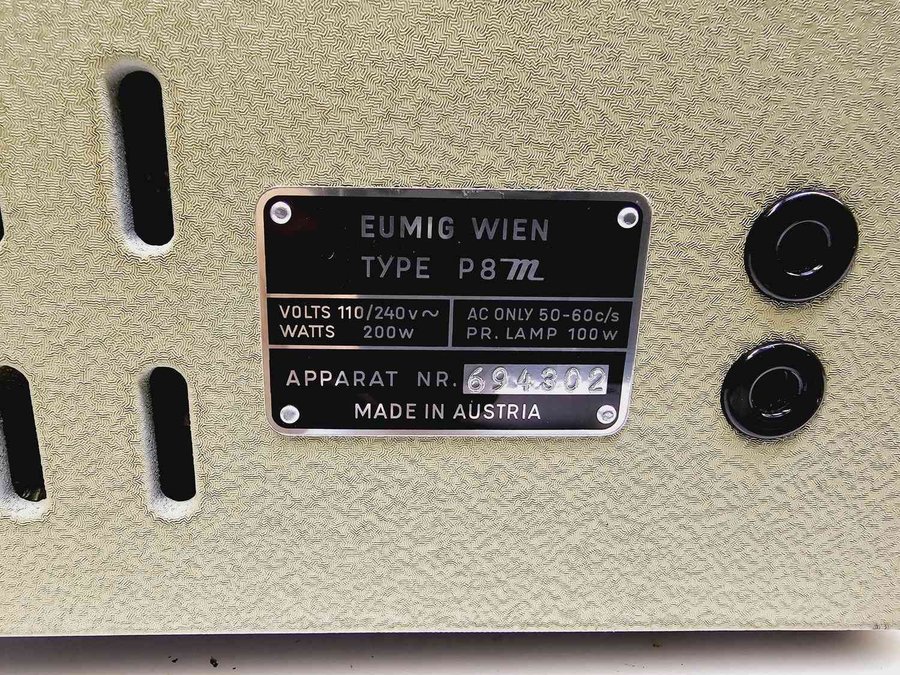 EUMIG WIEN
TYPE P8m
VOLTS 110/240v~
WATTS 200W
AC ONLY 50-60c/s
PR. LAMP 100W
APPARAT NR. 694302
MADE IN AUSTRIA